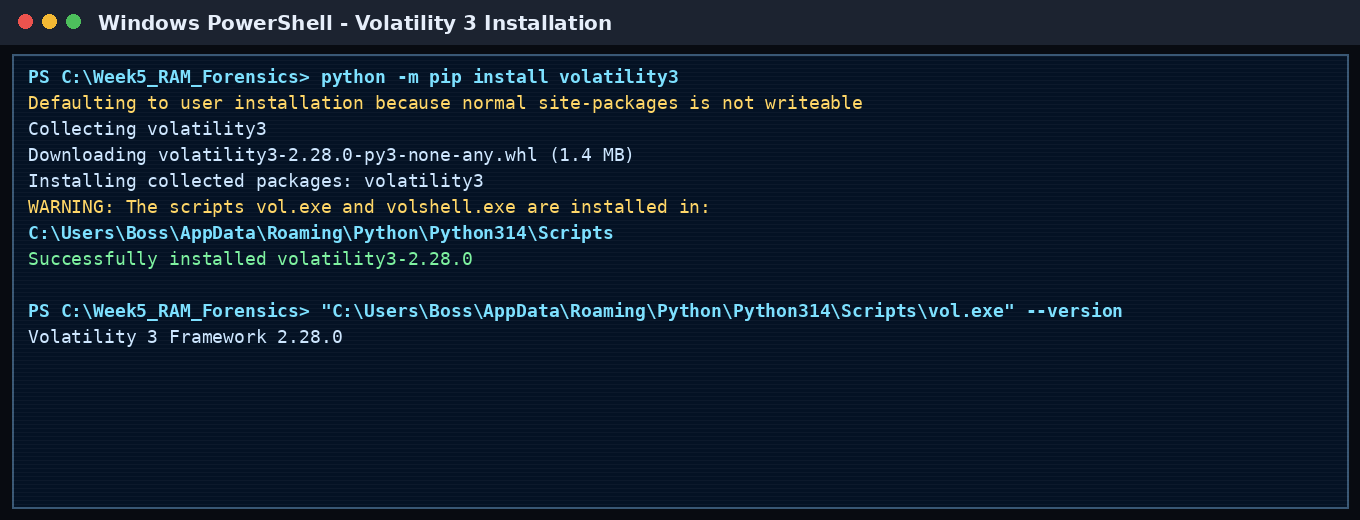 Windows PowerShell - Volatility 3 Installation
PS C:\Week5_RAM_Forensics> python -m pip install volatility3
Defaulting to user installation because normal site-packages is not writeable
Collecting volatility3
Downloading volatility3-2.28.0-py3-none-any.whl (1.4 MB)
Installing collected packages: volatility3
WARNING: The scripts vol.exe and volshell.exe are installed in:
C:\Users\Boss\AppData\Roaming\Python\Python314\Scripts
Successfully installed volatility3-2.28.0
PS C:\Week5_RAM_Forensics> "C:\Users\Boss\AppData\Roaming\Python\Python314\Scripts\vol.exe" --version
Volatility 3 Framework 2.28.0